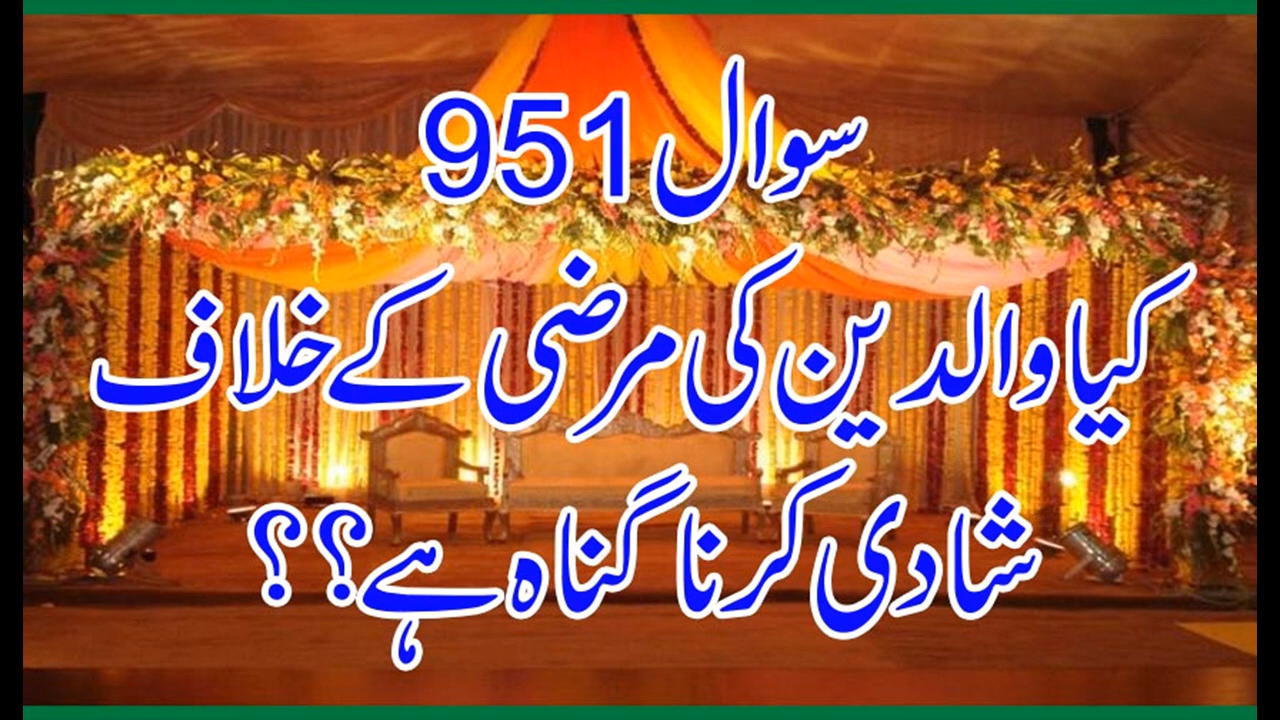 سوال 951
کیا والدین کی مرضی کے خلاف
شادی کرنا گناہ ہے؟؟